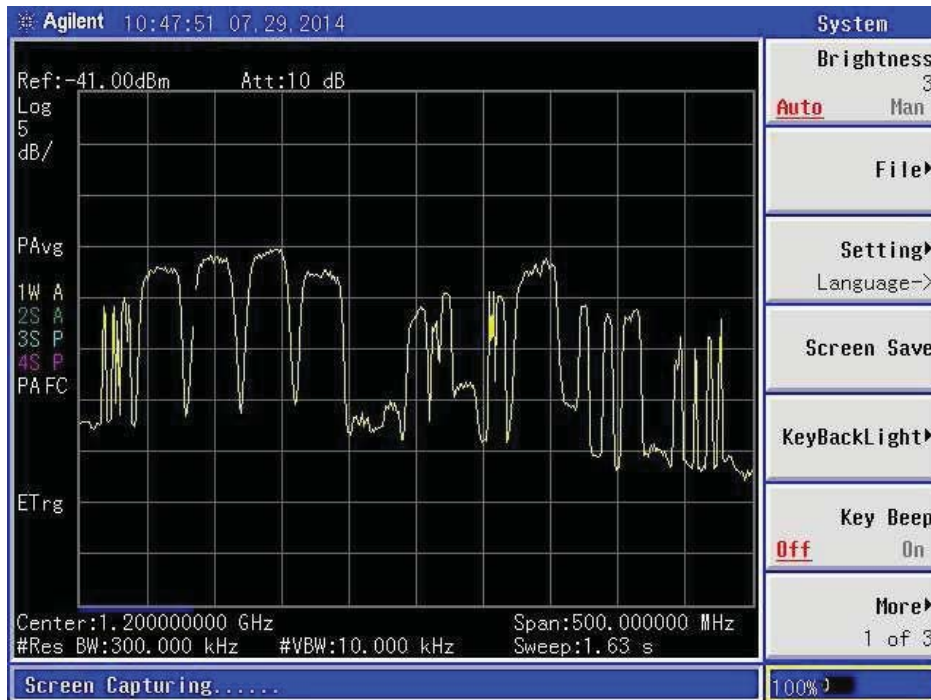 Agilent 10:47:51 07,29,2014
Ref:-41.00dBm Att:10 dB
Log
5
dB/
PAvg
1W A
2S A
3S P
4S P
PAFC
ETrg
Center:1.200000000 GHz Span:500.000000 MHz
#Res BW:300.000 kHz #VBW:10.000 kHz Sweep:1.63 s
Screen Capturing......
System
Brightness
3
Auto Man
File
Setting
Language->
Screen Save
KeyBackLight
Key Beep
Off On
More
1 of 3
100%